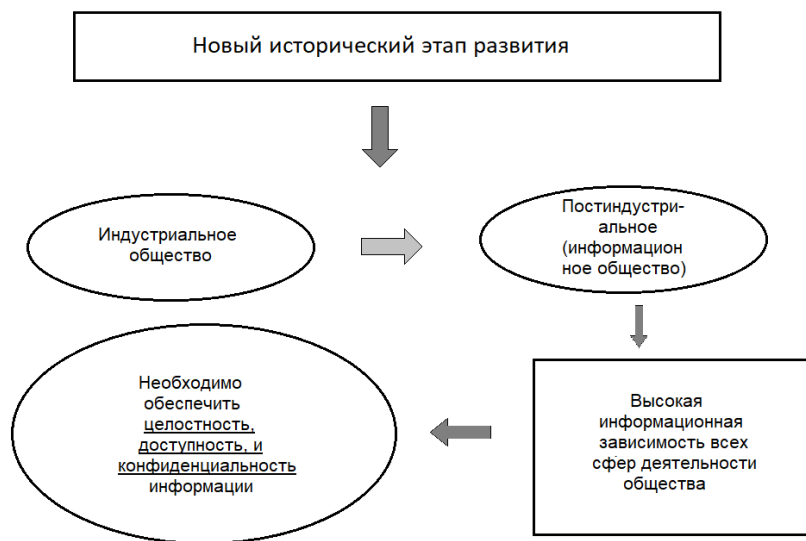 Новый исторический этап развития
Индустриальное
общество
Постиндустри-
альное
(информацион
ное общество)
Высокая
информационная
зависимость всех
сфер деятельности
общества
Необходимо
обеспечить
целостность,
доступность, и
конфиденциальность
информации